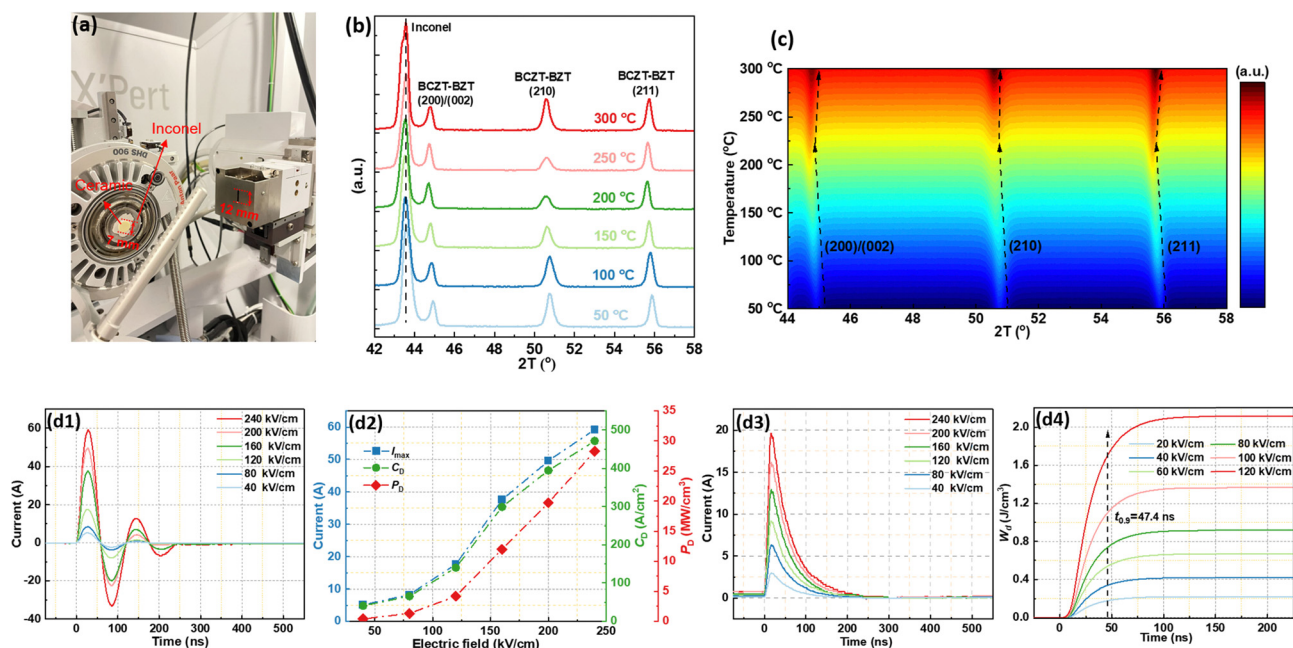 (a)
X'Pert
Inconel
DHS 900
Ceramic
7 mm
12 mm
(b)
Inconel
BCZT-BZT
(200)/(002)
BCZT-BZT
(210)
BCZT-BZT
(211)
300 °C
250 °C
200 °C
150 °C
100 °C
50 °C
(a.u.)
42 44 46 48 50 52 54 56 58
2T (°)
(c)
300 °C
250 °C
200 °C
150 °C
100 °C
50 °C
Temperature (°C)
(200)/(002)
(210)
(211)
44 46 48 50 52 54 56 58
2T (°)
(a.u.)
(d1)
240 kV/cm
200 kV/cm
160 kV/cm
120 kV/cm
80 kV/cm
40 kV/cm
60
40
20
0
-20
-40
Current (A)
0 100 200 300 400 500
Time (ns)
(d2)
Imax
CD
PD
65
60
55
50
45
40
35
30
25
20
15
10
5
0
Current (A)
50 100 150 200 250
Electric field (kV/cm)
500
400
300
200
100
0
CD (A/cm2)
35
30
25
20
15
10
5
0
PD (MW/cm3)
(d3)
240 kV/cm
200 kV/cm
160 kV/cm
120 kV/cm
80 kV/cm
40 kV/cm
20
15
10
5
0
Current (A)
0 100 200 300 400 500
Time (ns)
(d4)
20 kV/cm 80 kV/cm
40 kV/cm 100 kV/cm
60 kV/cm 120 kV/cm
t0.9=47.4 ns
2.0
1.6
1.2
0.8
0.4
0.0
Wd (J/cm3)
0 50 100 150 200
Time (ns)